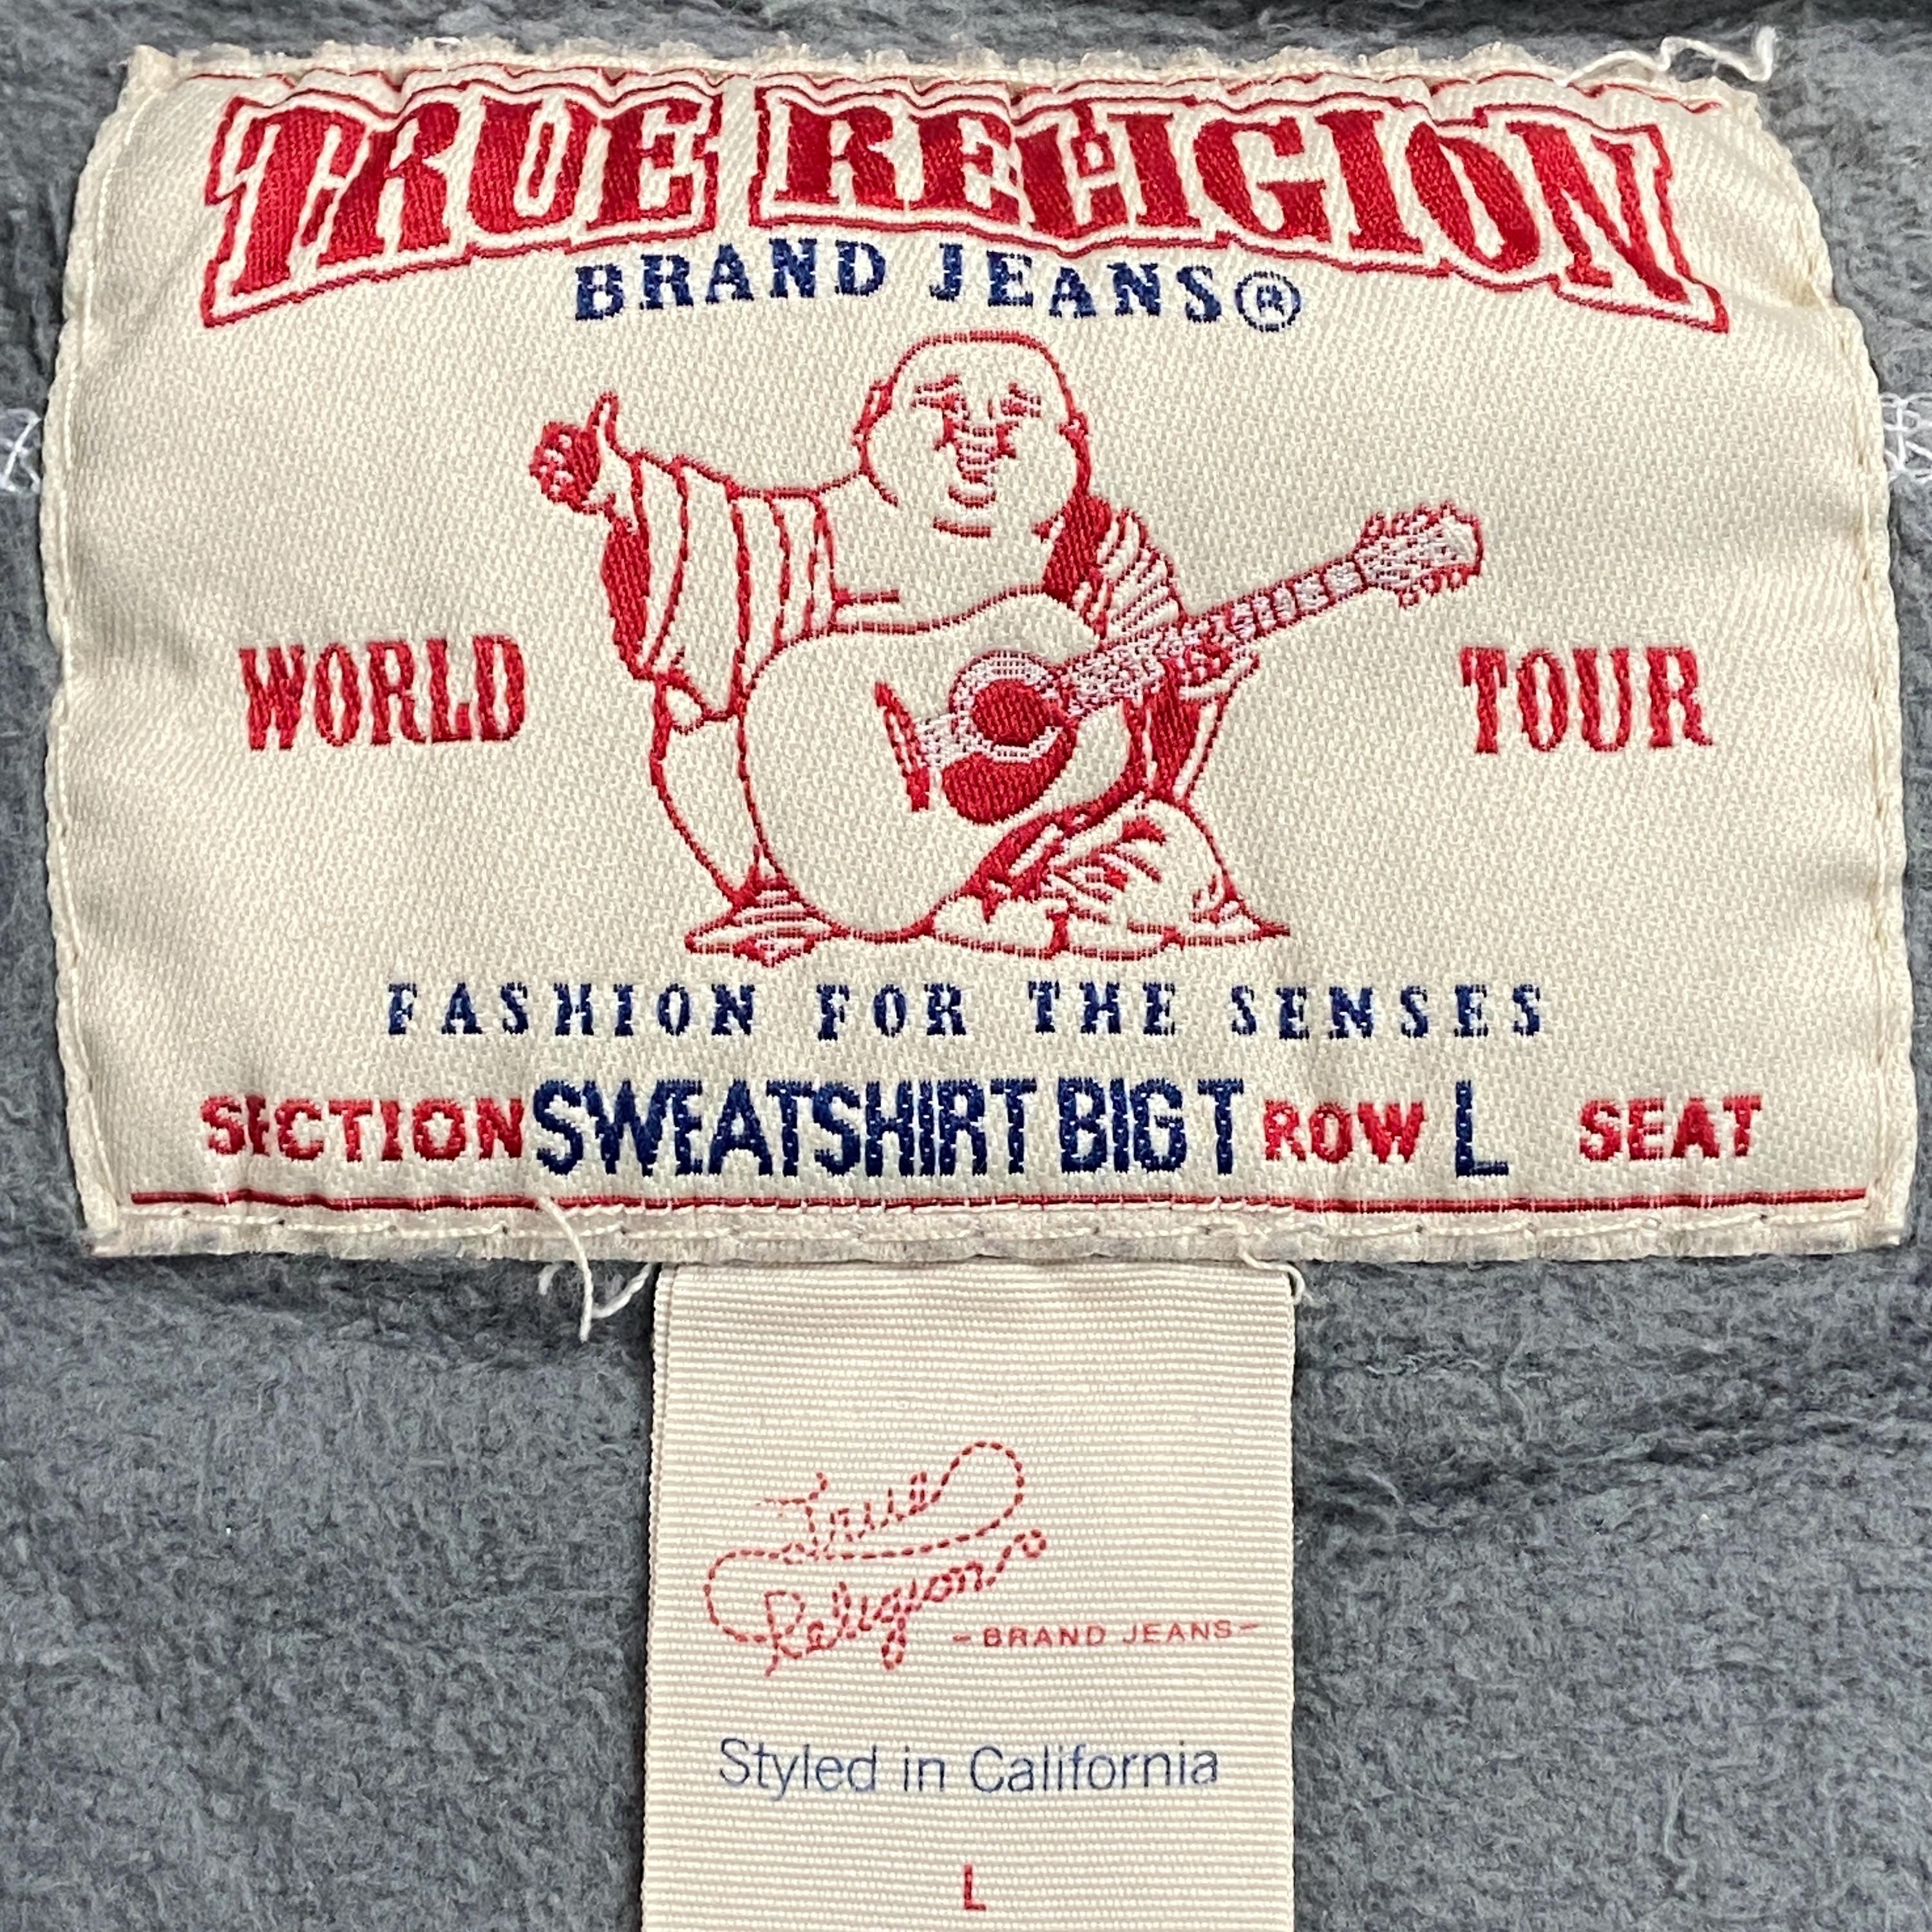 TRUE RELIGION
BRAND JEANS®
WORLD TOUR
FASHION FOR THE SENSES
SECTION SWEATSHIRT BIG T ROW L SEAT
True
Religion
-BRAND JEANS-
Styled in California
L